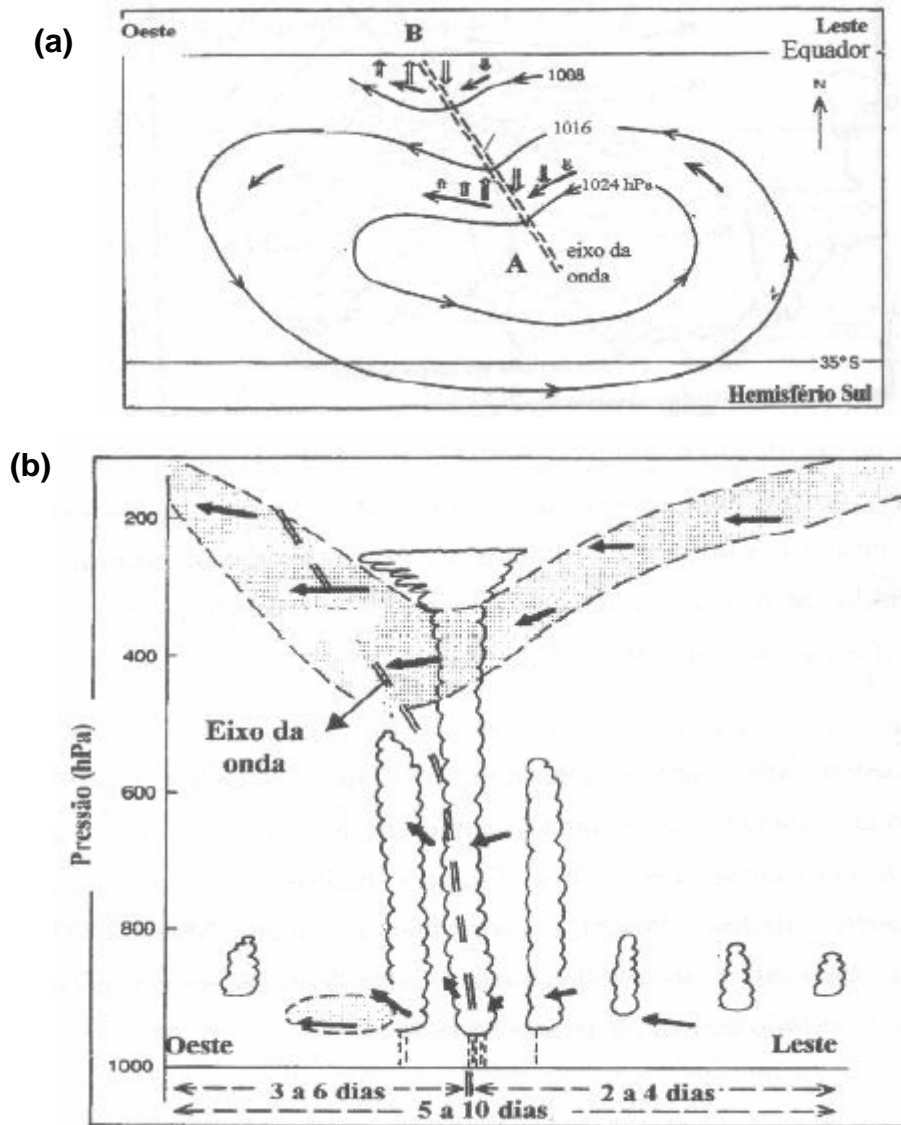 (a)
Oeste
Leste
B
Equador
1008
N
1016
1024 hPa
eixo da
onda
A
35°S
Hemisfério Sul
(b)
200
400
Eixo da
onda
Pressão (hPa)
600
800
Oeste
Leste
1000
3 a 6 dias
2 a 4 dias
5 a 10 dias